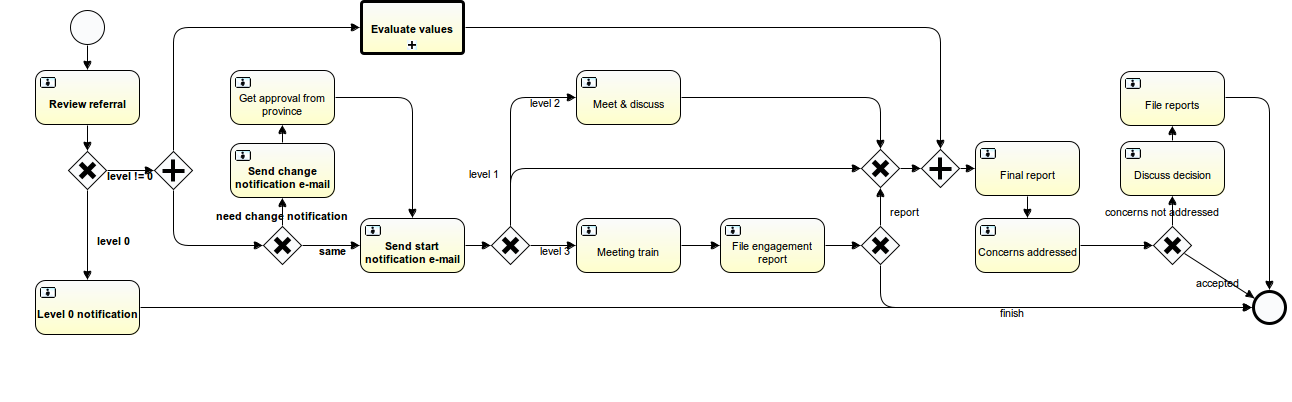 Evaluate values
Review referral
Get approval from
province
level 2
Meet & discuss
File reports
level != 0
Send change
notification e-mail
level 1
Final report
Discuss decision
need change notification
report
concerns not addressed
level 0
same
Send start
notification e-mail
level 3
Meeting train
File engagement
report
Concerns addressed
accepted
Level 0 notification
finish